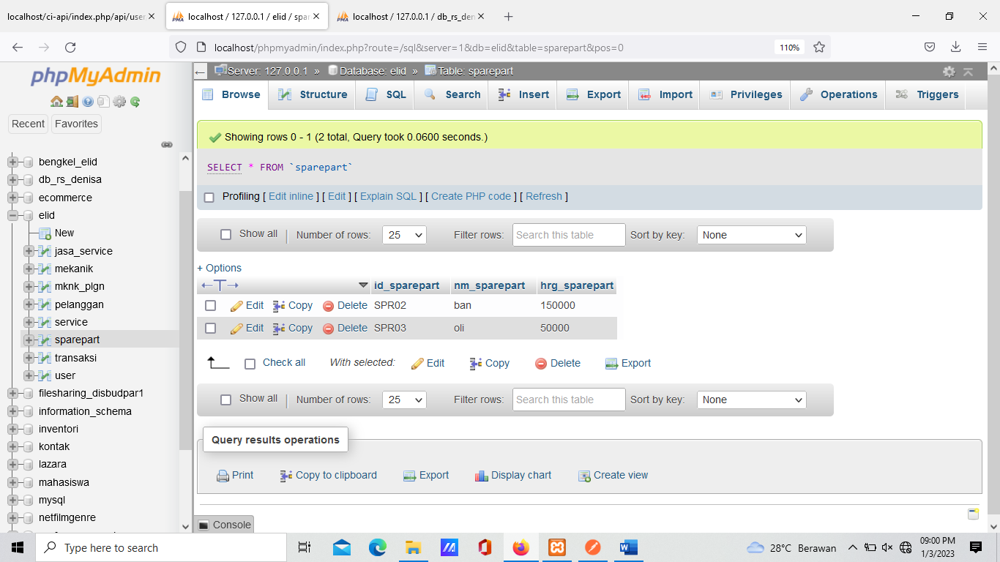 localhost/ci-api/index.php/api/user
localhost / 127.0.0.1 / elid / spar
localhost / 127.0.0.1 / db_rs_den
localhost/phpmyadmin/index.php?route=/sql&server=1&db=elid&table=sparepart&pos=0
110%
phpMyAdmin
Recent
Favorites
bengkel_elid
db_rs_denisa
ecommerce
elid
New
jasa_service
mekanik
mknk_plgn
pelanggan
service
sparepart
transaksi
user
filesharing_disbudpar1
information_schema
inventori
kontak
lazara
mahasiswa
mysql
netfilmgenre
Server: 127.0.0.1 » Database: elid » Table: sparepart
Browse Structure SQL Search Insert Export Import Privileges Operations Triggers
Showing rows 0 - 1 (2 total, Query took 0.0600 seconds.)
SELECT * FROM `sparepart`
Profiling [ Edit inline ] [ Edit ] [ Explain SQL ] [ Create PHP code ] [ Refresh ]
Show all | Number of rows: 25 Filter rows: Search this table Sort by key: None
+ Options
←T→ id_sparepart nm_sparepart hrg_sparepart
Edit Copy Delete SPR02 ban 150000
Edit Copy Delete SPR03 oli 50000
Check all With selected: Edit Copy Delete Export
Show all | Number of rows: 25 Filter rows: Search this table Sort by key: None
Query results operations
Print Copy to clipboard Export Display chart Create view
Console
Type here to search
28°C Berawan
09:00 PM
1/3/2023